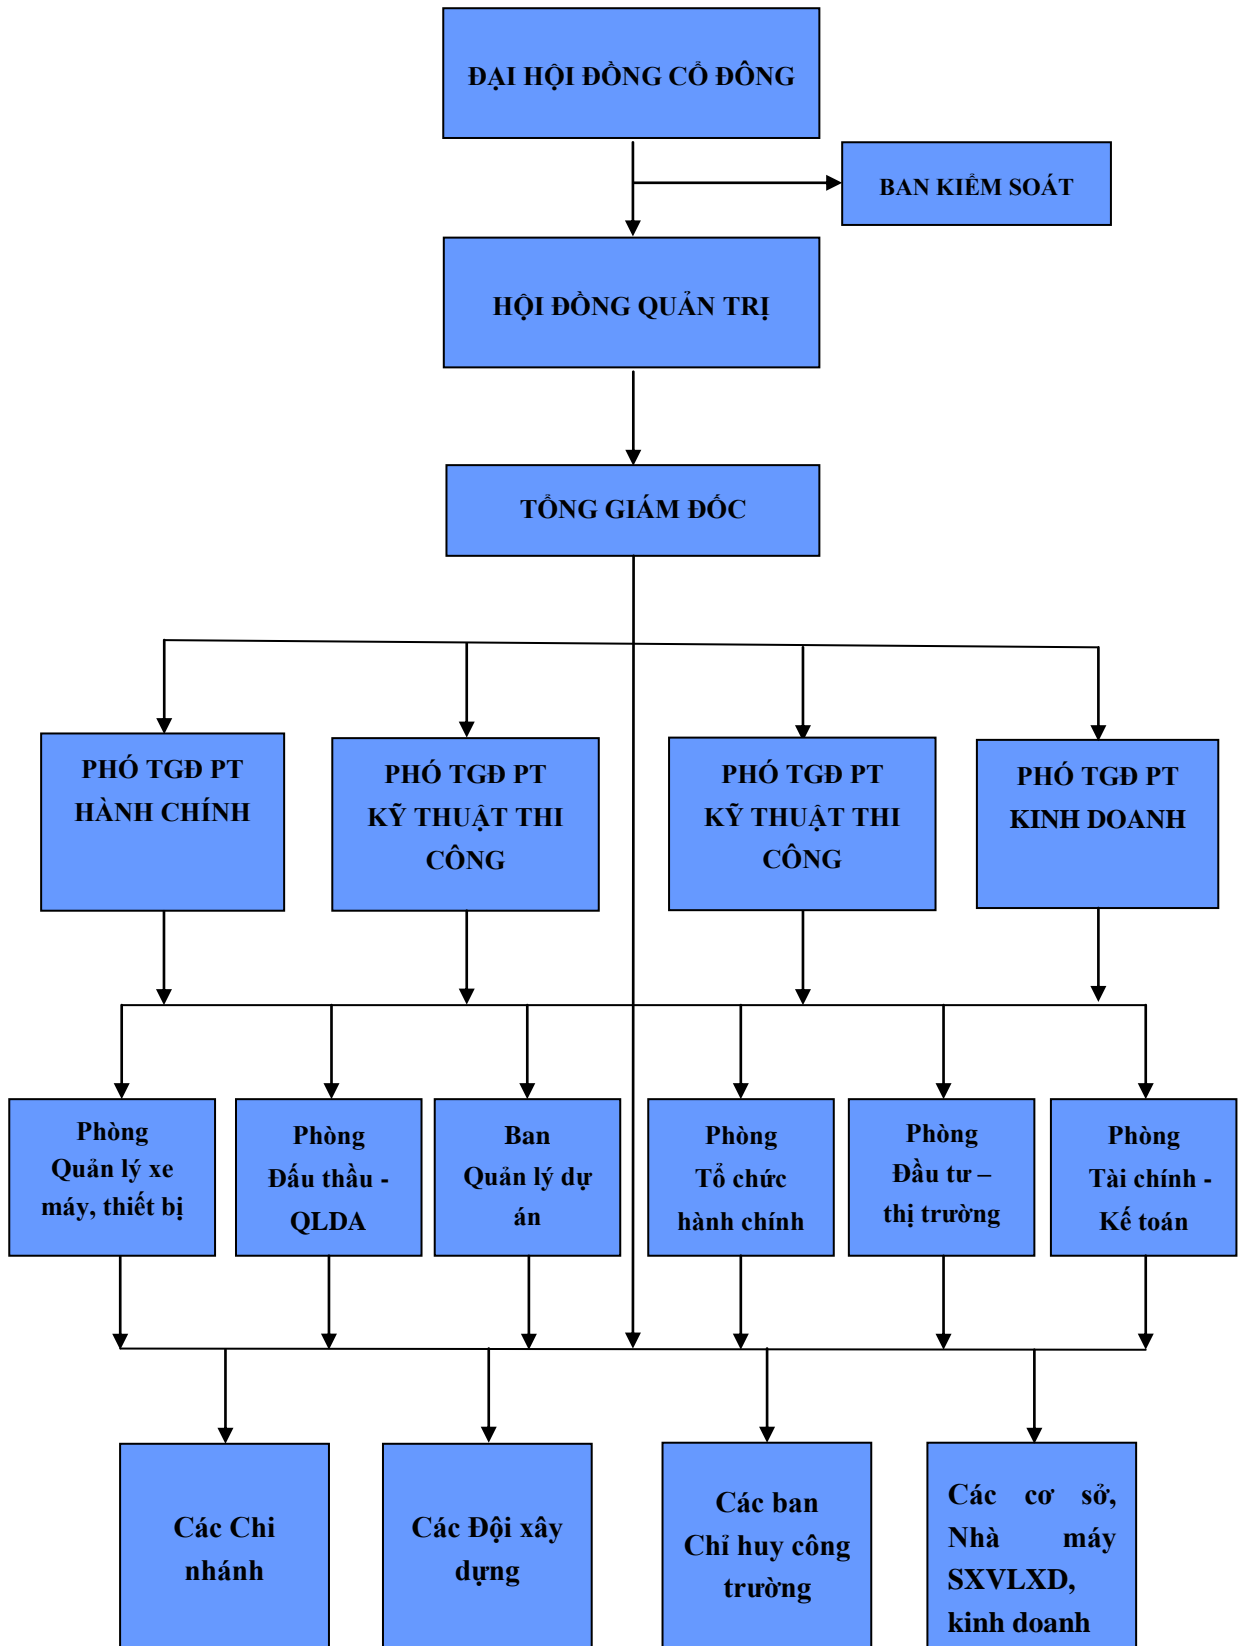 ĐẠI HỘI ĐỒNG CỔ ĐÔNG
BAN KIỂM SOÁT
HỘI ĐỒNG QUẢN TRỊ
TỔNG GIÁM ĐỐC
PHÓ TGĐ PT
HÀNH CHÍNH
PHÓ TGĐ PT
KỸ THUẬT THI
CÔNG
PHÓ TGĐ PT
KỸ THUẬT THI
CÔNG
PHÓ TGĐ PT
KINH DOANH
Phòng
Quản lý xe
máy, thiết bị
Phòng
Đấu thầu -
QLDA
Ban
Quản lý dự
án
Phòng
Tổ chức
hành chính
Phòng
Đầu tư –
thị trường
Phòng
Tài chính -
Kế toán
Các Chi
nhánh
Các Đội xây
dựng
Các ban
Chỉ huy công
trường
Các cơ sở,
Nhà máy
SXVLXD,
kinh doanh